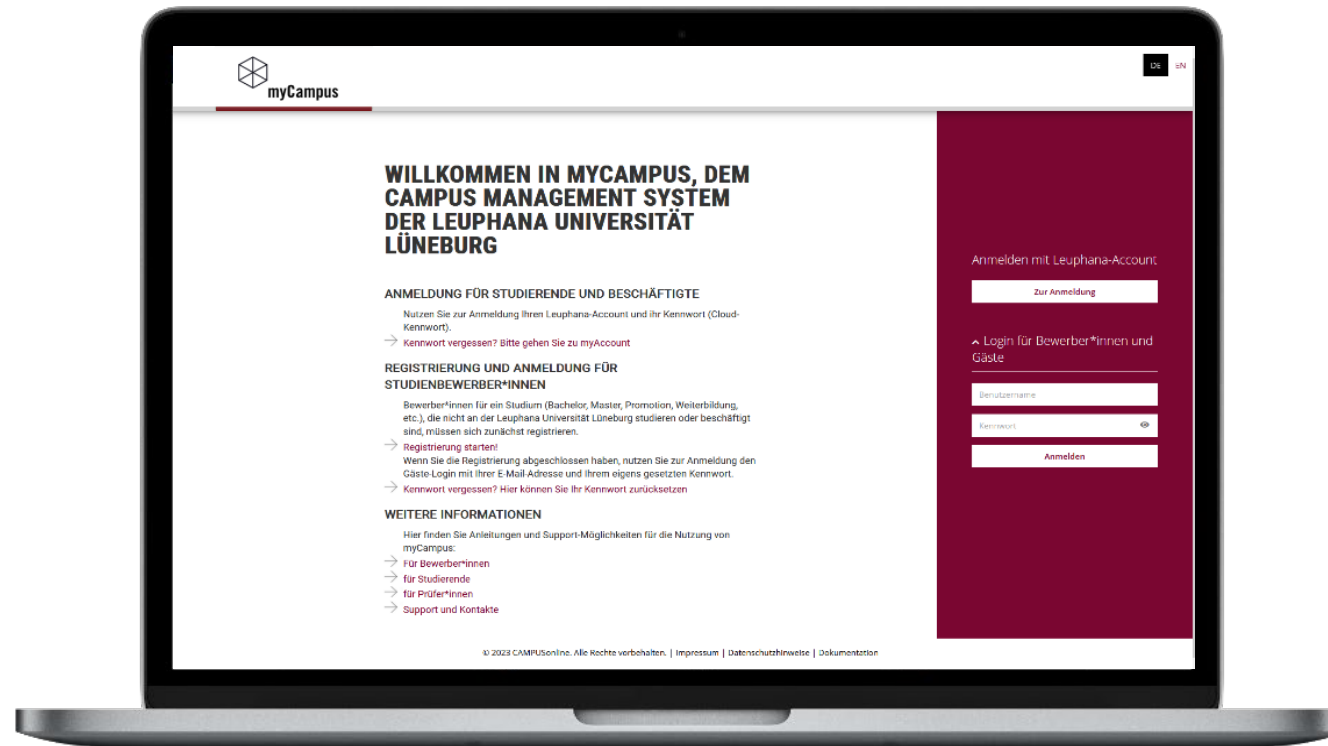 myCampus
DE EN
WILLKOMMEN IN MYCAMPUS, DEM
CAMPUS MANAGEMENT SYSTEM
DER LEUPHANA UNIVERSITÄT
LÜNEBURG
ANMELDUNG FÜR STUDIERENDE UND BESCHÄFTIGTE
Nutzen Sie zur Anmeldung Ihren Leuphana-Account und ihr Kennwort (Cloud-
Kennwort).
Kennwort vergessen? Bitte gehen Sie zu myAccount
REGISTRIERUNG UND ANMELDUNG FÜR
STUDIENBEWERBER*INNEN
Bewerber*innen für ein Studium (Bachelor, Master, Promotion, Weiterbildung,
etc.), die nicht an der Leuphana Universität Lüneburg studieren oder beschäftigt
sind, müssen sich zunächst registrieren.
Registrierung starten!
Wenn Sie die Registrierung abgeschlossen haben, nutzen Sie zur Anmeldung den
Gäste-Login mit Ihrer E-Mail-Adresse und Ihrem eigens gesetzten Kennwort.
Kennwort vergessen? Hier können Sie Ihr Kennwort zurücksetzen
WEITERE INFORMATIONEN
Hier finden Sie Anleitungen und Support-Möglichkeiten für die Nutzung von
myCampus:
Für Bewerber*innen
für Studierende
für Prüfer*innen
Support und Kontakte
Anmelden mit Leuphana-Account
Zur Anmeldung
Login für Bewerber*innen und
Gäste
Benutzername
Kennwort
Anmelden
© 2023 CAMPUSonline. Alle Rechte vorbehalten. | Impressum | Datenschutzhinweise | Dokumentation